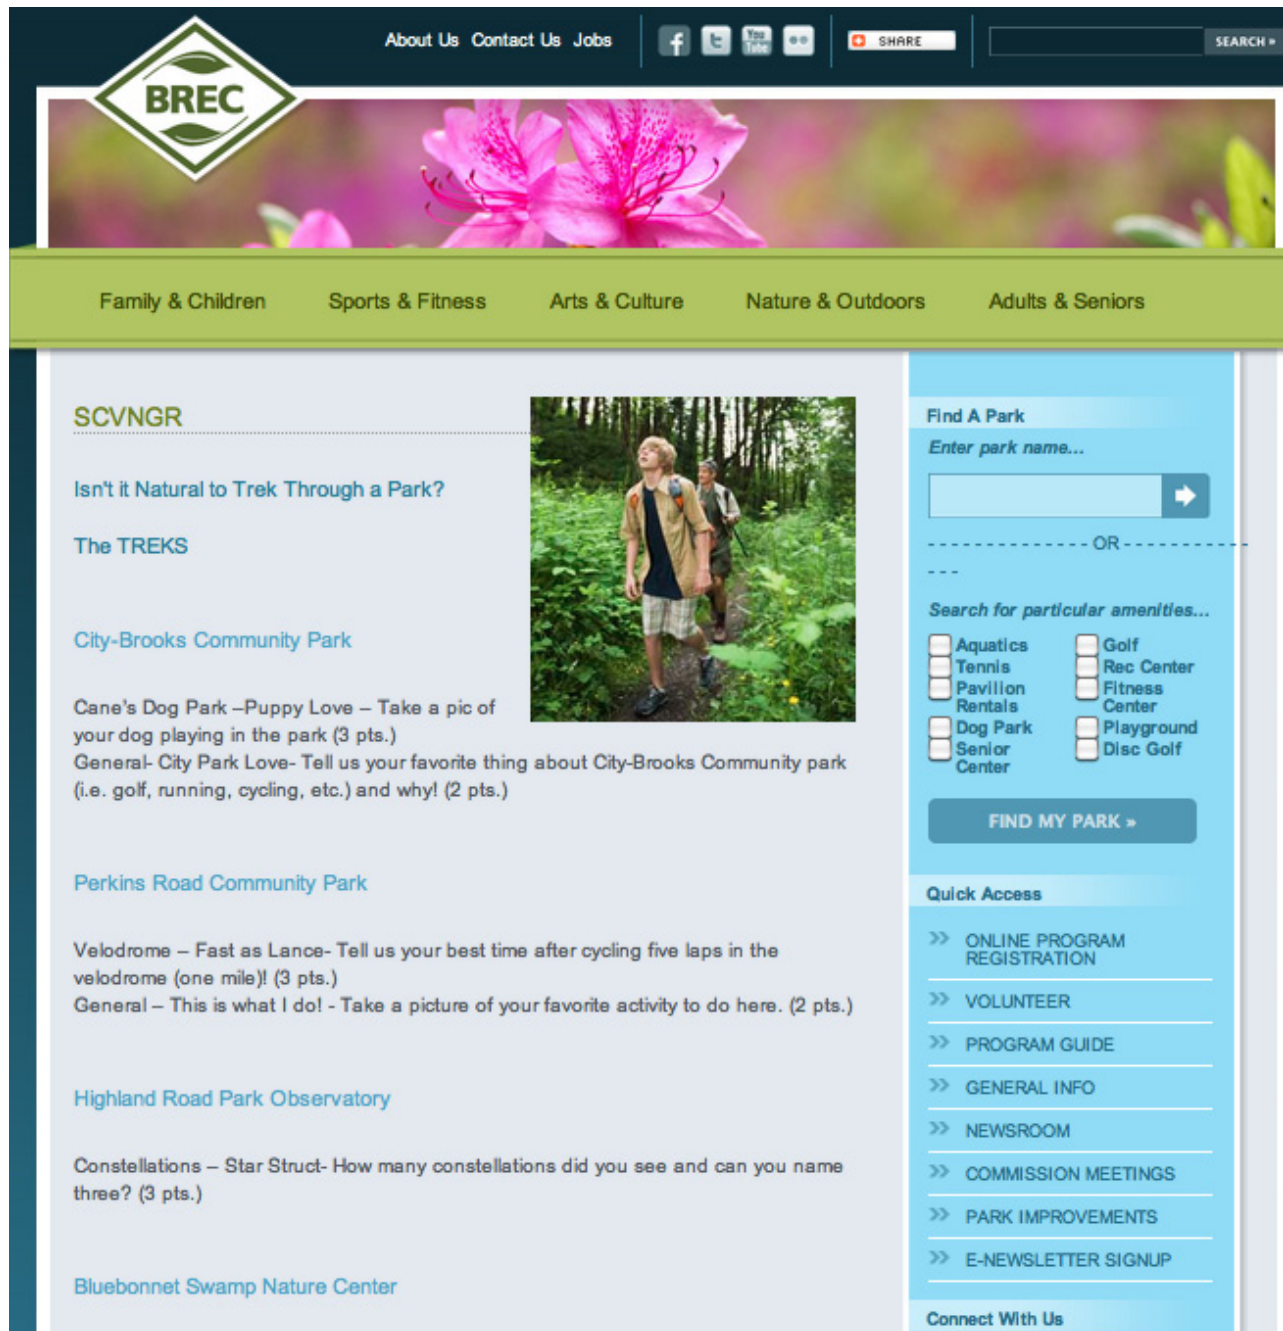 About Us Contact Us Jobs
f t You Tube SHARE SEARCH »
BREC
Family & Children Sports & Fitness Arts & Culture Nature & Outdoors Adults & Seniors
SCVNGR
Isn't it Natural to Trek Through a Park?
The TREKS
City-Brooks Community Park
Cane's Dog Park –Puppy Love – Take a pic of
your dog playing in the park (3 pts.)
General- City Park Love- Tell us your favorite thing about City-Brooks Community park
(i.e. golf, running, cycling, etc.) and why! (2 pts.)
Perkins Road Community Park
Velodrome – Fast as Lance- Tell us your best time after cycling five laps in the
velodrome (one mile)! (3 pts.)
General – This is what I do! - Take a picture of your favorite activity to do here. (2 pts.)
Highland Road Park Observatory
Constellations – Star Struct- How many constellations did you see and can you name
three? (3 pts.)
Bluebonnet Swamp Nature Center
Find A Park
Enter park name...
- - - - - - - - - - - - - - - OR - - - - - - - - - - - -
- - -
Search for particular amenities...
Aquatics
Tennis
Pavilion
Rentals
Dog Park
Senior
Center
Golf
Rec Center
Fitness
Center
Playground
Disc Golf
FIND MY PARK »
Quick Access
ONLINE PROGRAM
REGISTRATION
VOLUNTEER
PROGRAM GUIDE
GENERAL INFO
NEWSROOM
COMMISSION MEETINGS
PARK IMPROVEMENTS
E-NEWSLETTER SIGNUP
Connect With Us